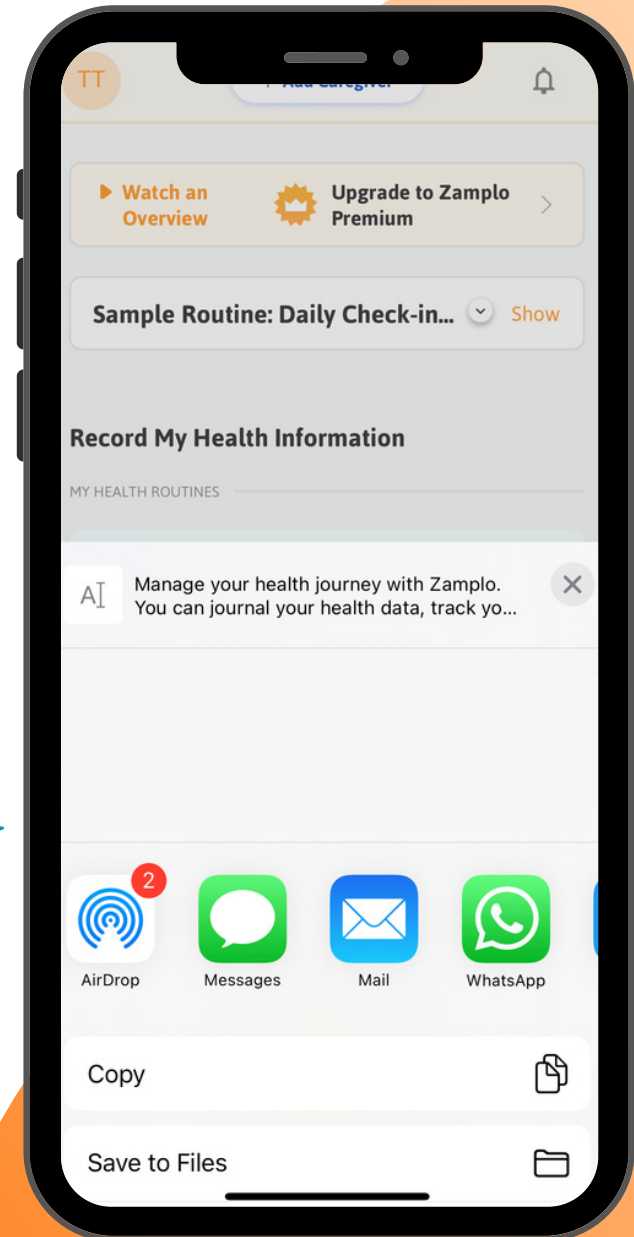 TT
Add Caregiver
Watch an
Overview
Upgrade to Zamplo
Premium
Sample Routine: Daily Check-in...
Show
Record My Health Information
MY HEALTH ROUTINES
A
Manage your health journey with Zamplo.
You can journal your health data, track yo...
2
AirDrop
Messages
Mail
WhatsApp
Copy
Save to Files